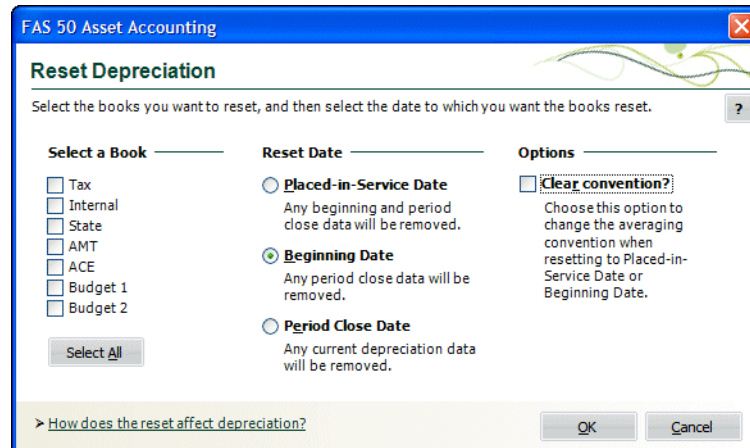 FAS 50 Asset Accounting
Reset Depreciation
Select the books you want to reset, and then select the date to which you want the books reset.
?
Select a Book
Tax
Internal
State
AMT
ACE
Budget 1
Budget 2
Select All
Reset Date
Placed-in-Service Date
Any beginning and period
close data will be removed.
Beginning Date
Any period close data will be
removed.
Period Close Date
Any current depreciation data
will be removed.
Options
Clear convention?
Choose this option to
change the averaging
convention when
resetting to Placed-in-
Service Date or
Beginning Date.
How does the reset affect depreciation?
OK
Cancel